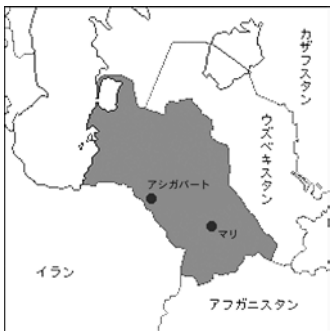 カザフスタン
ウズベキスタン
アシガバート
マリ
イラン
アフガニスタン